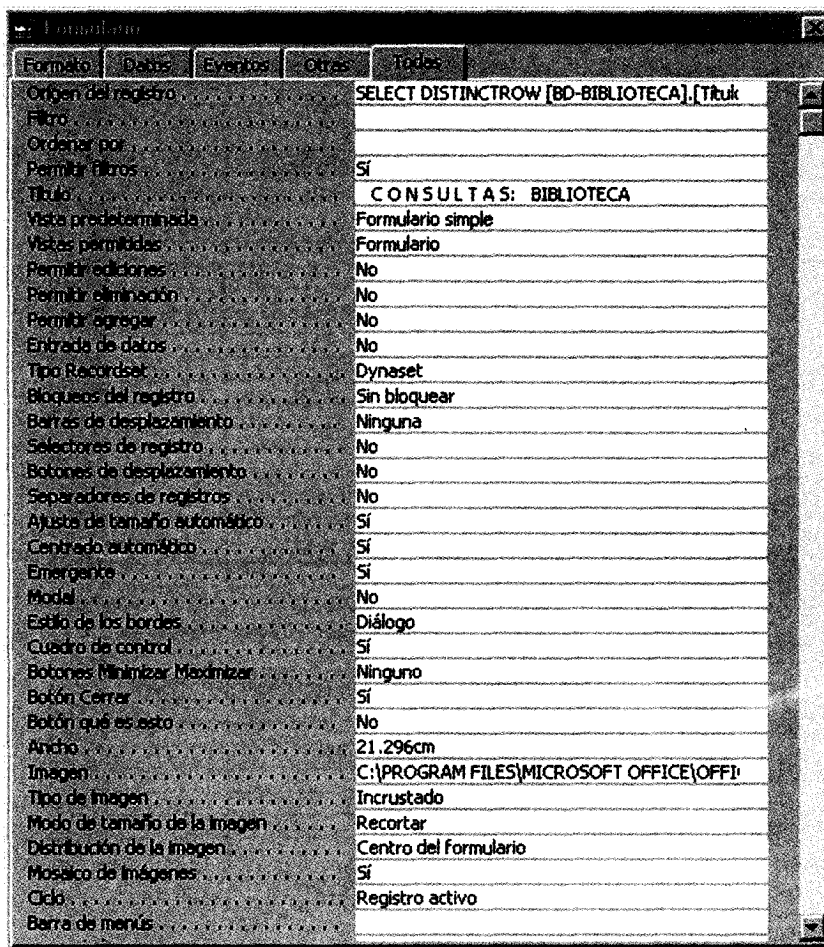 Formulario
Formato Datos Eventos Otras Todas
Origen del registro . . . . . . . . . . . . SELECT DISTINCTROW [BD-BIBLIOTECA].[Títuk
Filtro . . . . . . . . . . . .
Ordenar por . . . . . . . . . . . .
Permitir filtros . . . . . . . . . . . . Sí
Título . . . . . . . . . . . . C O N S U L T A S: BIBLIOTECA
Vista predeterminada . . . . . . . . . . . . Formulario simple
Vistas permitidas . . . . . . . . . . . . Formulario
Permitir ediciones . . . . . . . . . . . . No
Permitir eliminación . . . . . . . . . . . . No
Permitir agregar . . . . . . . . . . . . No
Entrada de datos . . . . . . . . . . . . No
Tipo Recordset . . . . . . . . . . . . Dynaset
Bloqueos del registro . . . . . . . . . . . . Sin bloquear
Barras de desplazamiento . . . . . . . . . . Ninguna
Selectores de registro . . . . . . . . . . . . No
Botones de desplazamiento . . . . . . . . No
Separadores de registros . . . . . . . . . . No
Ajuste de tamaño automático . . . . . . . Sí
Centrado automático . . . . . . . . . . . . Sí
Emergente . . . . . . . . . . . . Sí
Modal . . . . . . . . . . . . No
Estilo de los bordes . . . . . . . . . . . . Diálogo
Cuadro de control . . . . . . . . . . . . Sí
Botones Minimizar Maximizar . . . . . . . Ninguno
Botón Cerrar . . . . . . . . . . . . Sí
Botón qué es esto . . . . . . . . . . . . No
Ancho . . . . . . . . . . . . 21.296cm
Imagen . . . . . . . . . . . . C:\PROGRAM FILES\MICROSOFT OFFICE\OFFI
Tipo de imagen . . . . . . . . . . . . Incrustado
Modo de tamaño de la imagen . . . . . . Recortar
Distribución de la imagen . . . . . . . . . . Centro del formulario
Mosaico de imágenes . . . . . . . . . . . . Sí
Ciclo . . . . . . . . . . . . Registro activo
Barra de menús . . . . . . . . . . . .